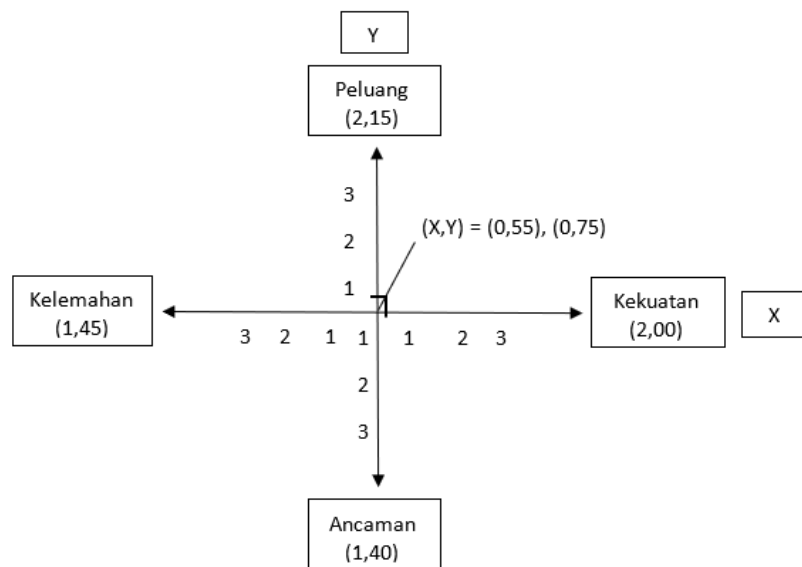 Y
Peluang
(2,15)
3
2
(X,Y) = (0,55), (0,75)
1
Kelemahan
(1,45)
Kekuatan
(2,00)
X
3 2 1 1 1 2 3
2
3
Ancaman
(1,40)